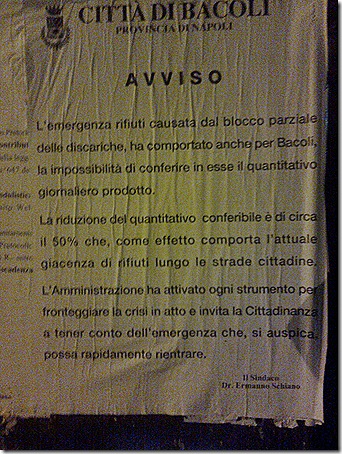 CITTÀ DI BACOLI
PROVINCIA DI NAPOLI
AVVISO
L'emergenza rifiuti causata dal blocco parziale
delle discariche, ha comportato anche per Bacoli,
la impossibilità di conferire in esse il quantitativo
giornaliero prodotto.
La riduzione del quantitativo conferibile è di circa
il 50% che, come effetto comporta l'attuale
giacenza di rifiuti lungo le strade cittadine.
L'Amministrazione ha attivato ogni strumento per
fronteggiare la crisi in atto e invita la Cittadinanza
a tener conto dell'emergenza che, si auspica,
possa rapidamente rientrare.
Il Sindaco
Dr. Ermanno Schiano